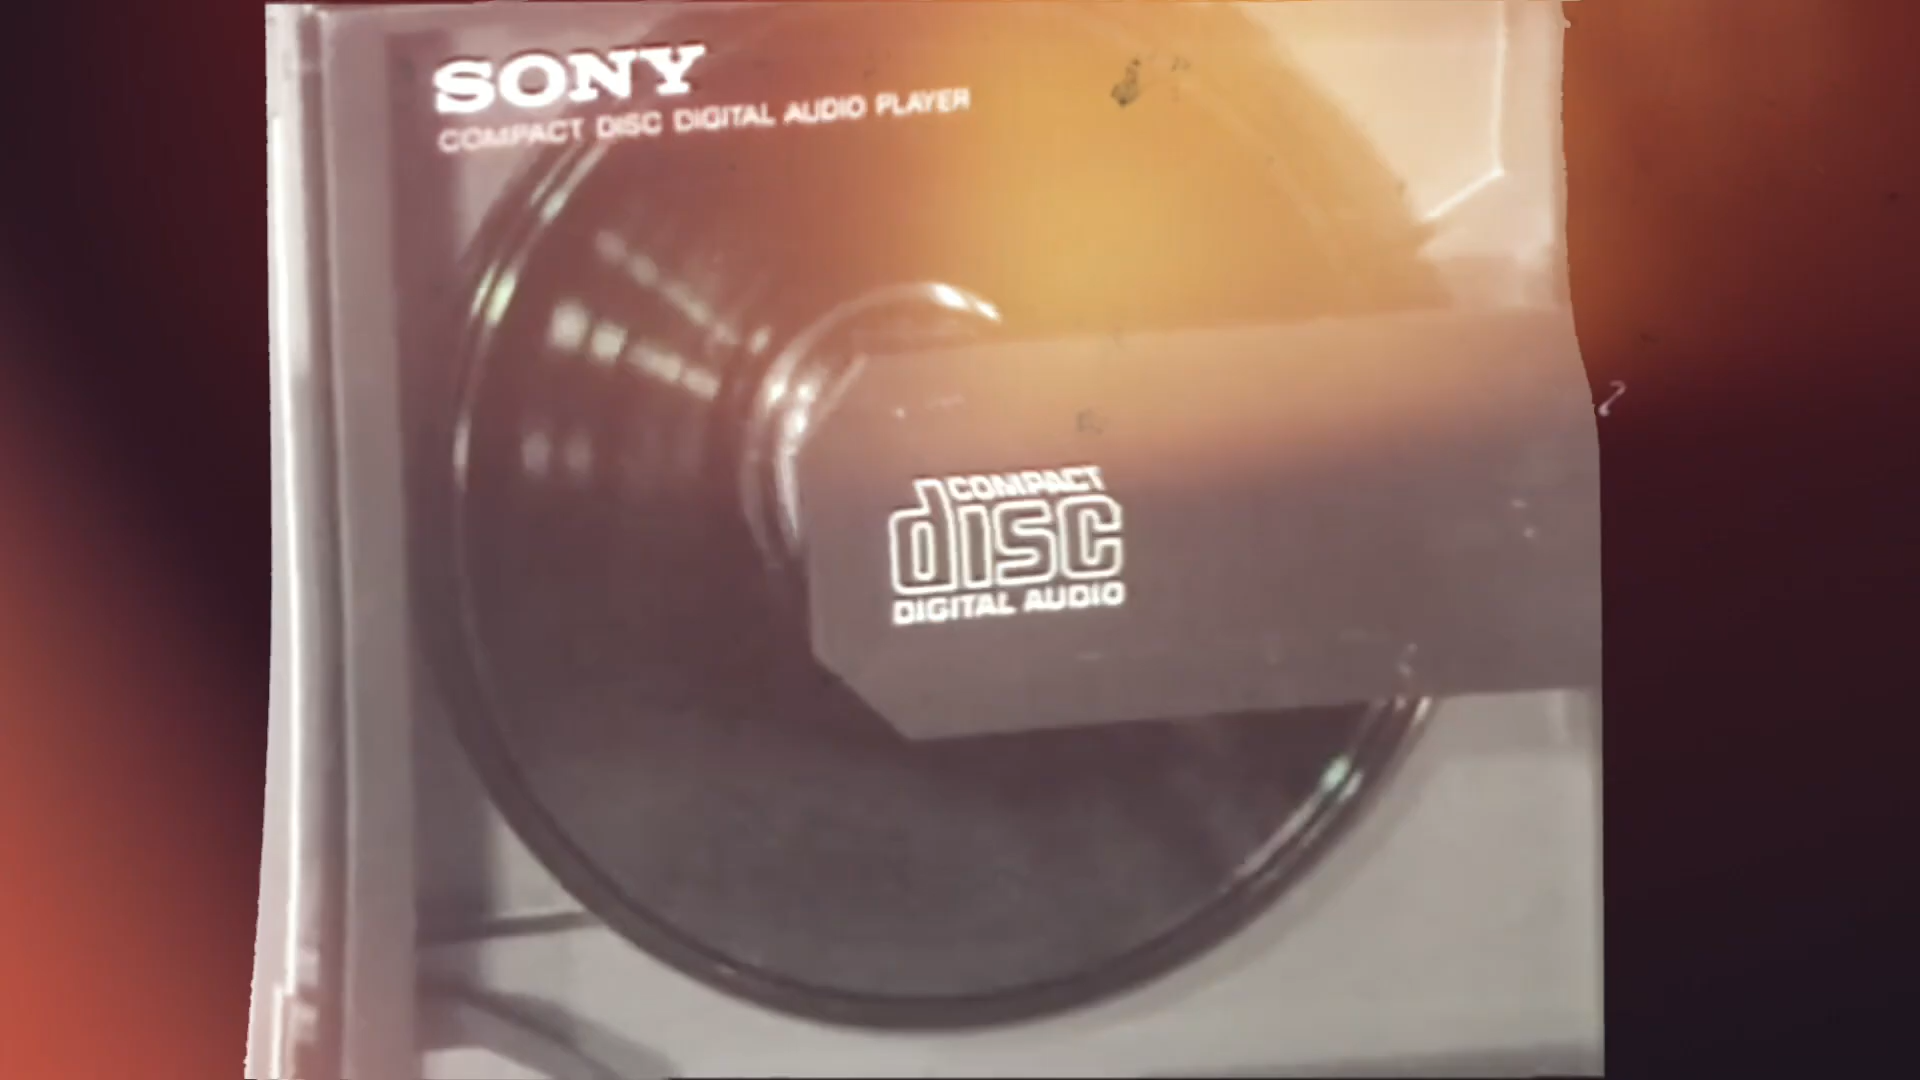 SONY
COMPACT DISC DIGITAL AUDIO PLAYER
COMPACT
disc
DIGITAL AUDIO